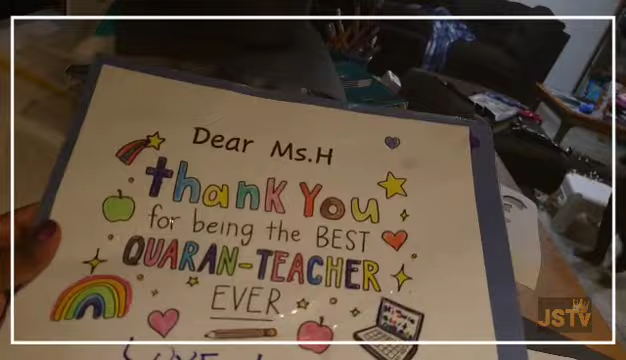 Dear Ms.H
thank You
for being the BEST
QUARAN-TEACHER
EVER
JSTV